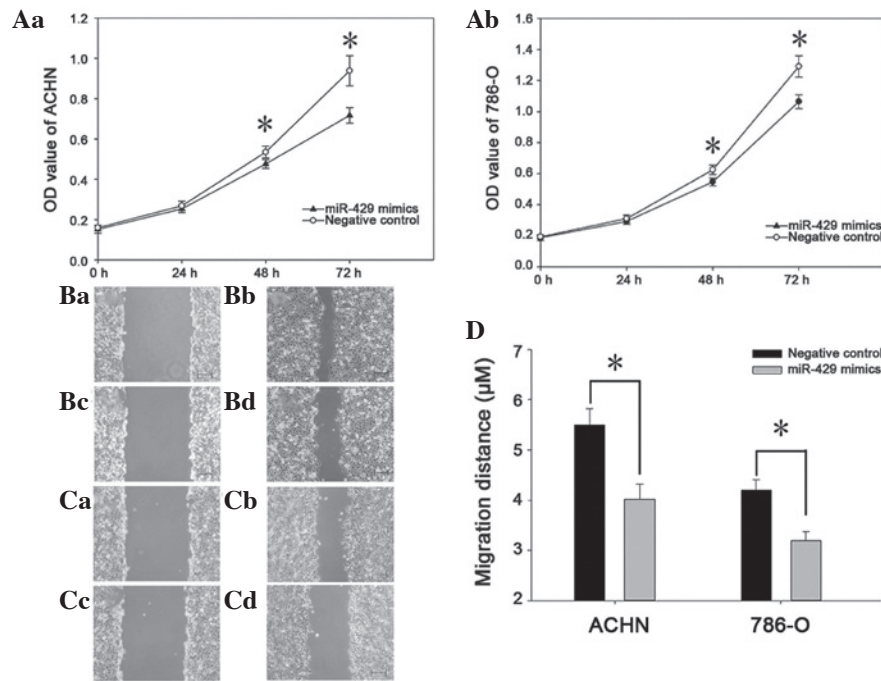 Aa
1.2
1.0
0.8
0.6
0.4
0.2
0.0
OD value of ACHN
*
*
miR-429 mimics
Negative control
0 h
24 h
48 h
72 h
Ab
1.6
1.4
1.2
1.0
0.8
0.6
0.4
0.2
0.0
OD value of 786-O
*
*
miR-429 mimics
Negative control
0 h
24 h
48 h
72 h
Ba
Bb
Bc
Bd
Ca
Cb
Cc
Cd
D
7
6
5
4
3
2
Migration distance (μM)
Negative control
miR-429 mimics
*
*
ACHN
786-O